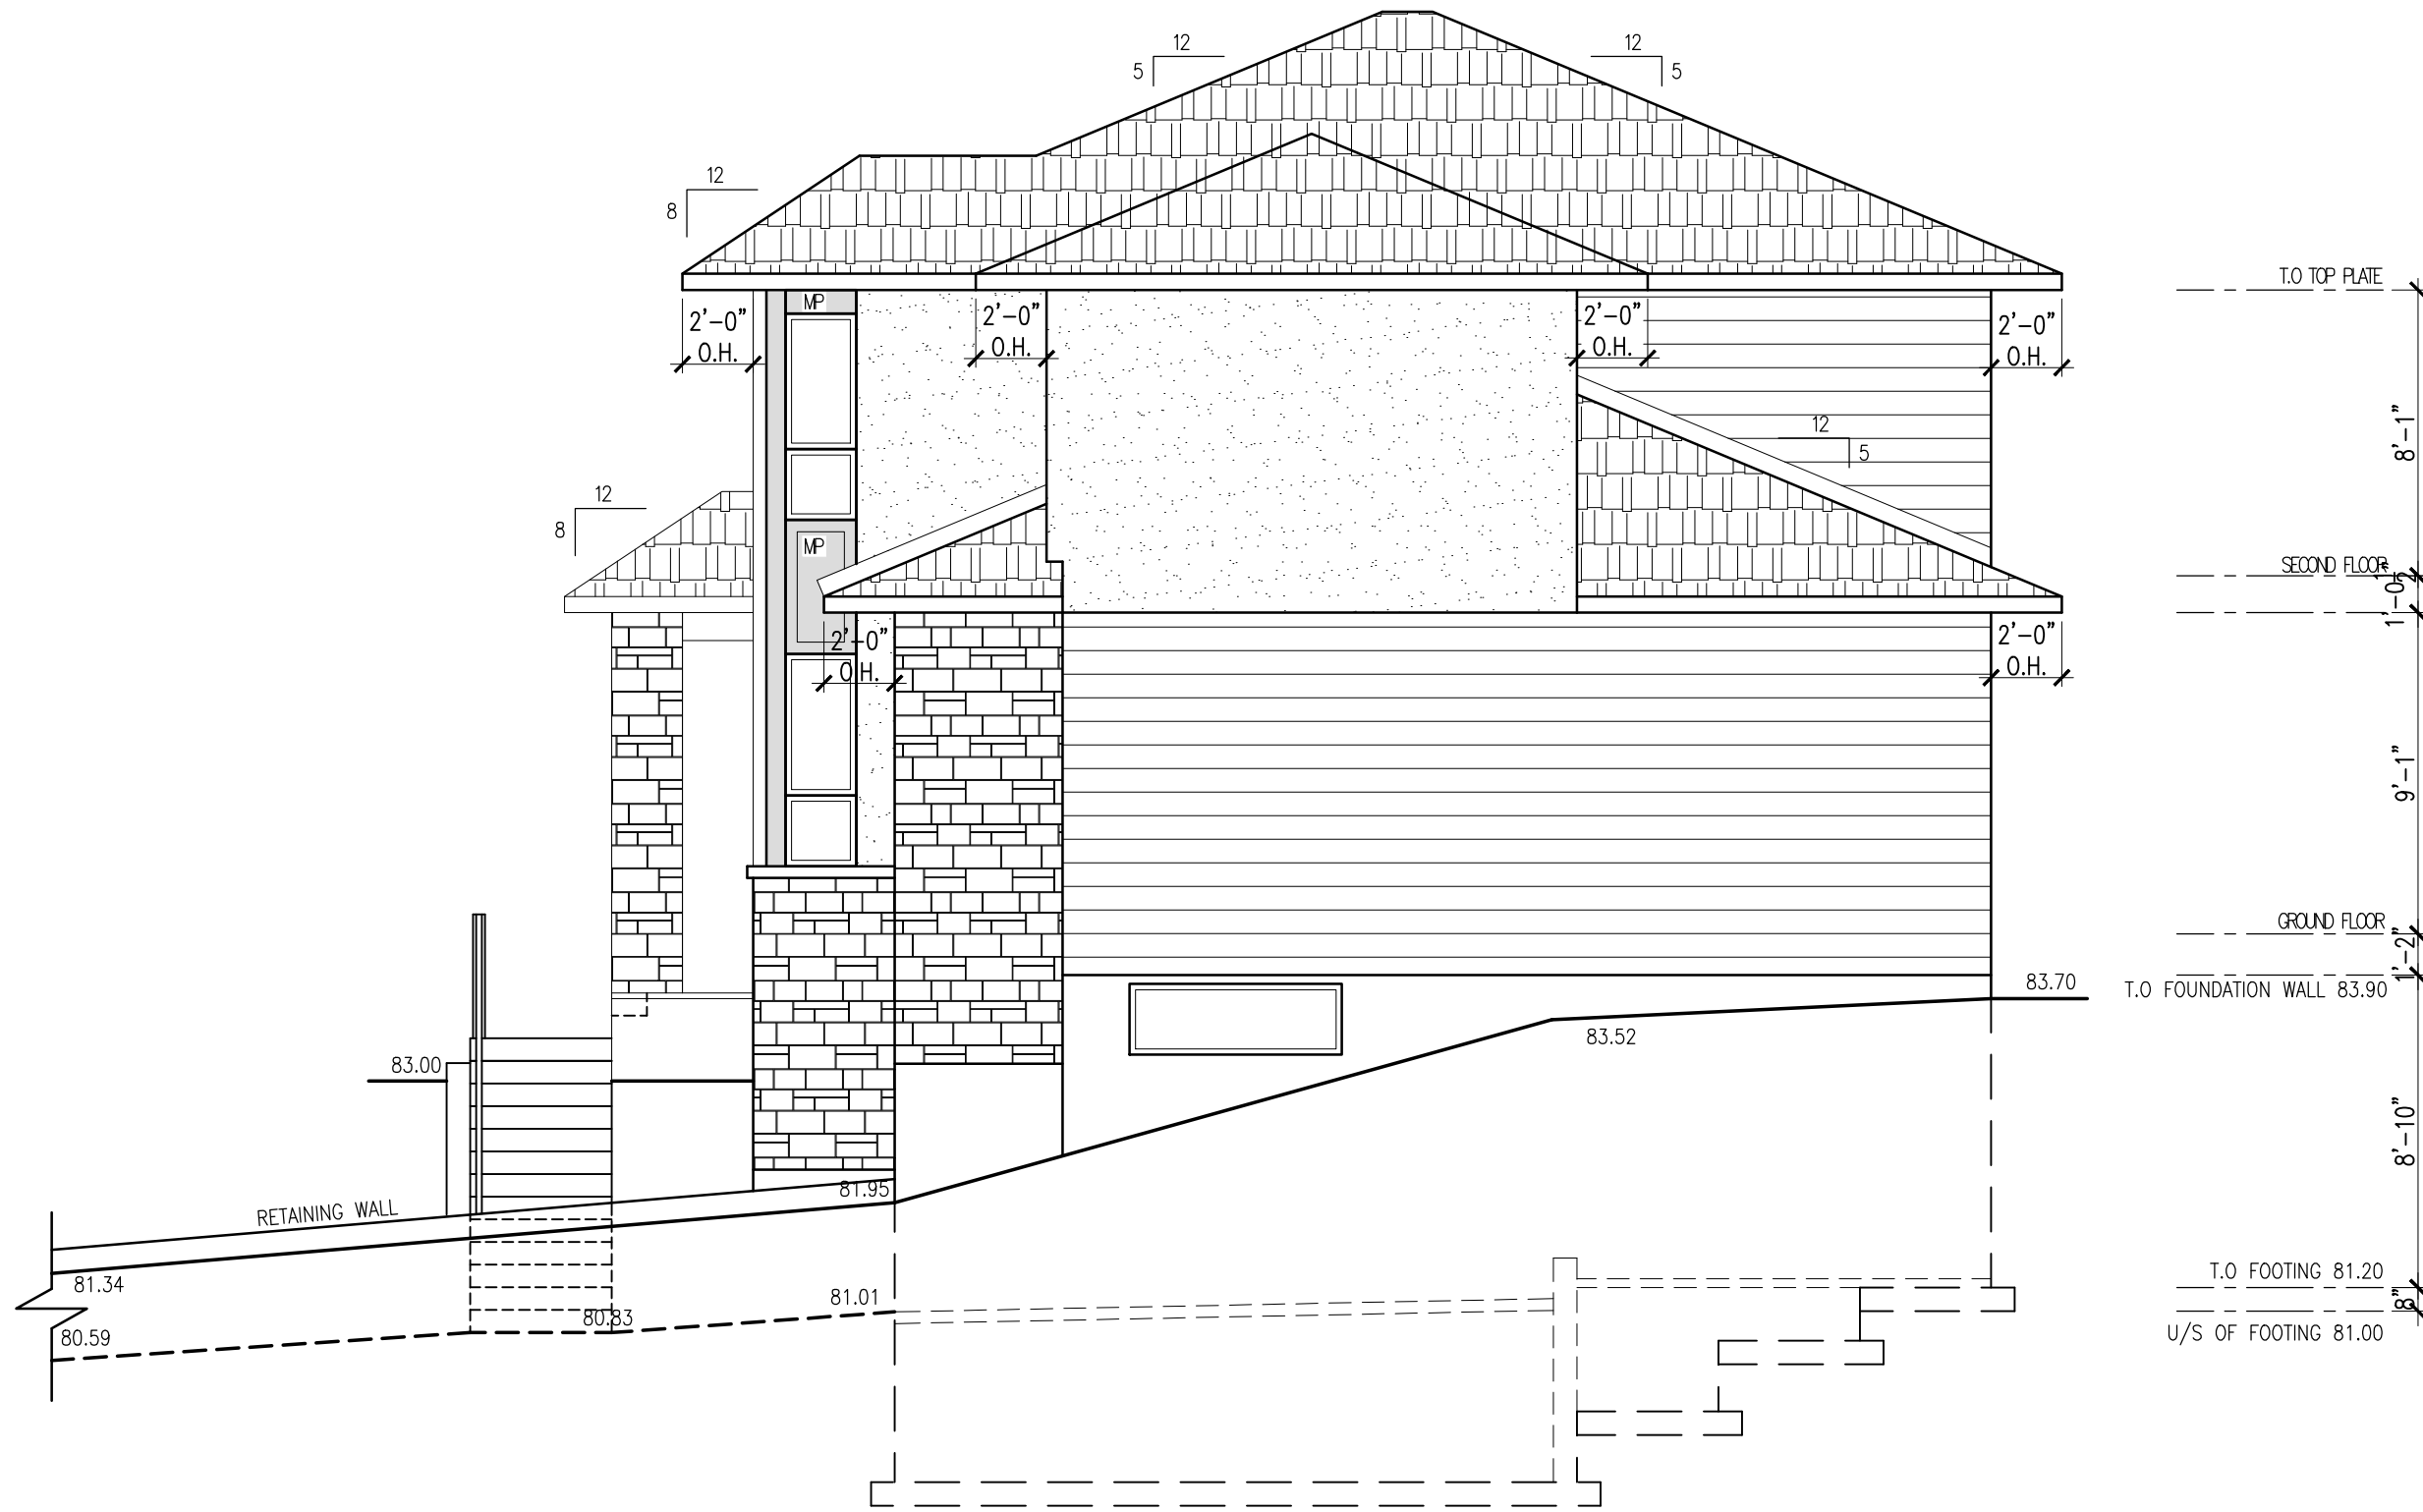 12
5
12
5
12
8
T.O TOP PLATE
MP
2'-0"
O.H.
2'-0"
O.H.
2'-0"
O.H.
2'-0"
O.H.
8'-1"
12
5
12
8
MP
SECOND FLOOR
2'-0"
O.H.
2'-0"
O.H.
9'-1"
GROUND FLOOR
1'-2"
83.70
T.O FOUNDATION WALL 83.90
83.52
83.00
8'-10"
81.95
RETAINING WALL
T.O FOOTING 81.20
81.34
81.01
8"
80.83
80.59
U/S OF FOOTING 81.00